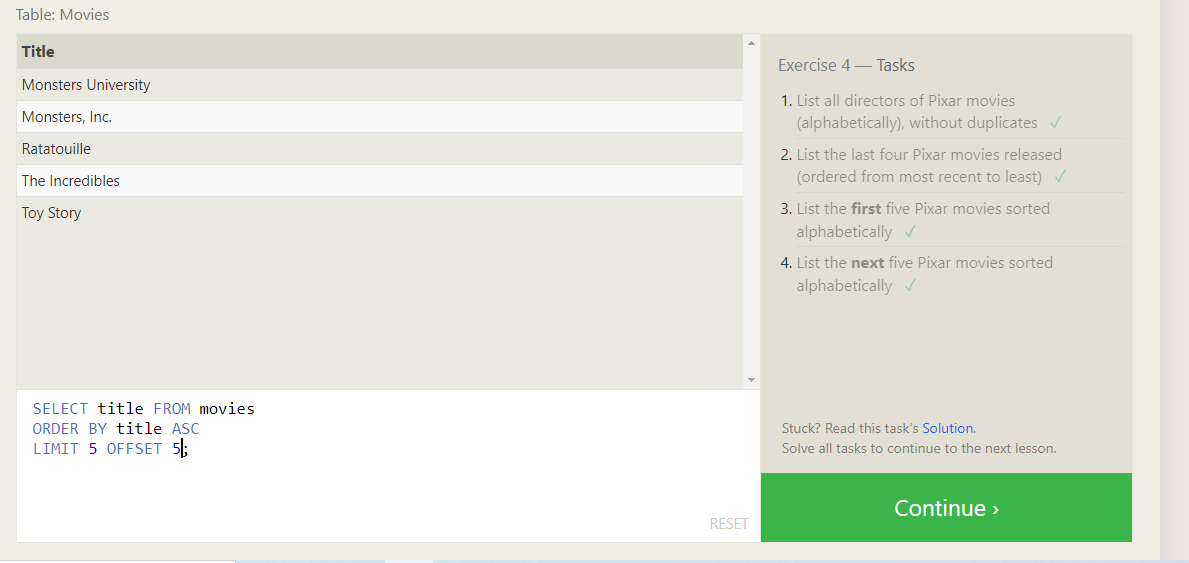 Table: Movies
Title
Monsters University
Monsters, Inc.
Ratatouille
The Incredibles
Toy Story
SELECT title FROM movies
ORDER BY title ASC
LIMIT 5 OFFSET 5;
RESET
Exercise 4 — Tasks
1. List all directors of Pixar movies
(alphabetically), without duplicates ✓
2. List the last four Pixar movies released
(ordered from most recent to least) ✓
3. List the first five Pixar movies sorted
alphabetically ✓
4. List the next five Pixar movies sorted
alphabetically ✓
Stuck? Read this task's Solution.
Solve all tasks to continue to the next lesson.
Continue ›